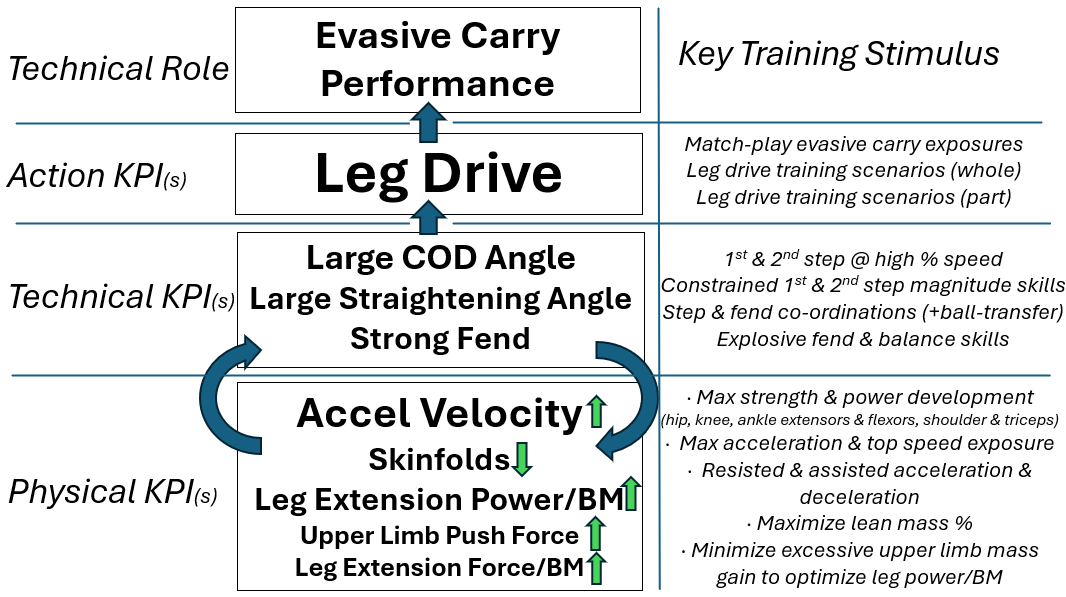 Technical Role
Evasive Carry
Performance
Key Training Stimulus
Action KPI(s)
Leg Drive
Match-play evasive carry exposures
Leg drive training scenarios (whole)
Leg drive training scenarios (part)
Technical KPI(s)
Large COD Angle
Large Straightening Angle
Strong Fend
1st & 2nd step @ high % speed
Constrained 1st & 2nd step magnitude skills
Step & fend co-ordinations (+ball-transfer)
Explosive fend & balance skills
Physical KPI(s)
Accel Velocity
Skinfolds
Leg Extension Power/BM
Upper Limb Push Force
Leg Extension Force/BM
· Max strength & power development
(hip, knee, ankle extensors & flexors, shoulder & triceps)
· Max acceleration & top speed exposure
· Resisted & assisted acceleration &
deceleration
· Maximize lean mass %
· Minimize excessive upper limb mass
gain to optimize leg power/BM